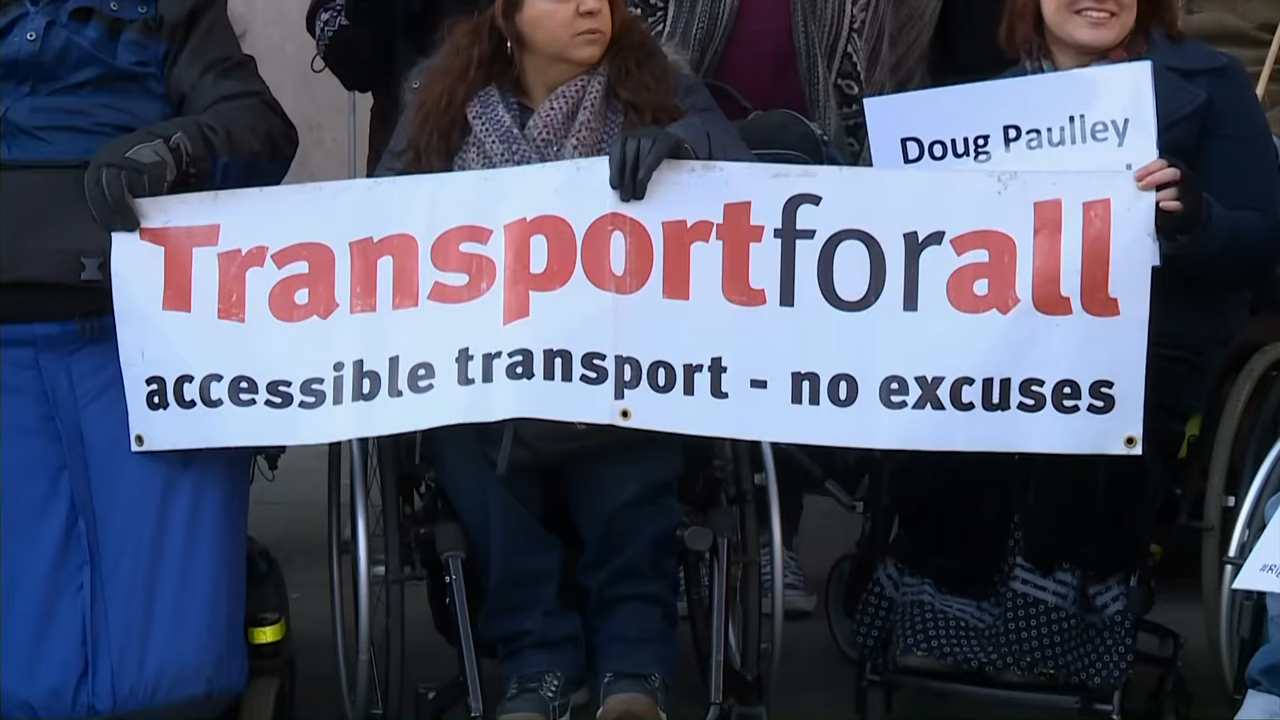 Doug Paulley
Transportforall
accessible transport - no excuses